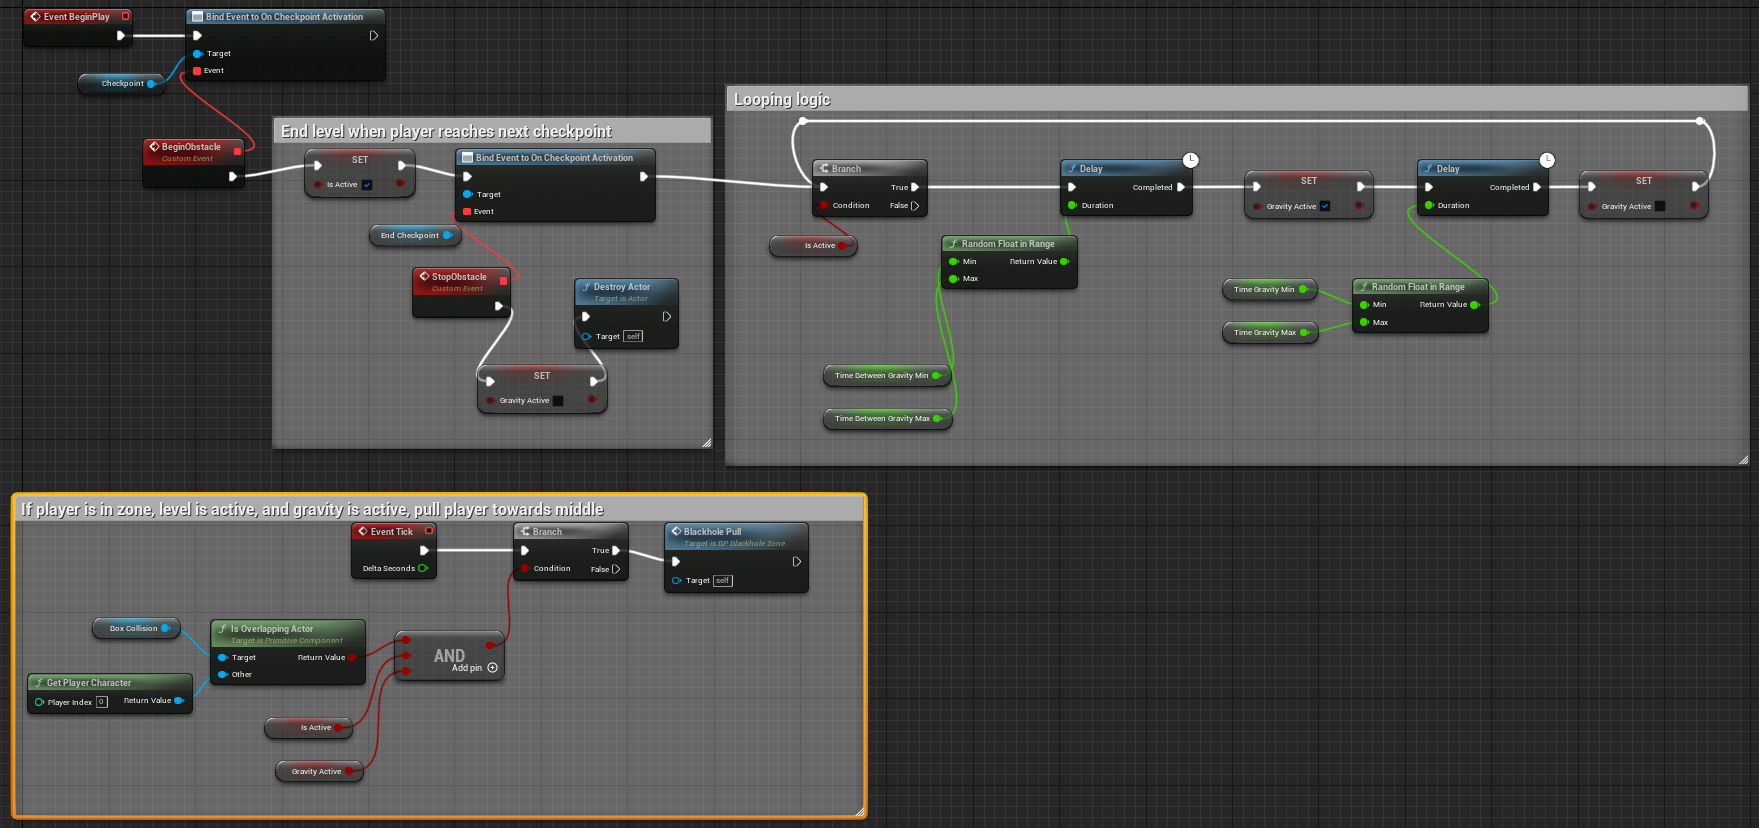 Event BeginPlay
Bind Event to On Checkpoint Activation
Target
Event
Checkpoint
BeginObstacle
Custom Event
End level when player reaches next checkpoint
SET
Is Active
Bind Event to On Checkpoint Activation
Target
Event
End Checkpoint
StopObstacle
Custom Event
Destroy Actor
Target is Actor
Target self
SET
Gravity Active
Looping logic
Branch
True
Condition False
Is Active
Delay
Completed
Duration
Random Float in Range
Min Return Value
Max
Time Between Gravity Min
Time Between Gravity Max
SET
Gravity Active
Delay
Completed
Duration
SET
Gravity Active
Time Gravity Min
Time Gravity Max
Random Float in Range
Min Return Value
Max
If player is in zone, level is active, and gravity is active, pull player towards middle
Event Tick
Delta Seconds
Branch
True
Condition False
Blackhole Pull
Target is BP Blackhole Zone
Target self
Box Collision
Is Overlapping Actor
Target is Primitive Component
Target Return Value
Other
Get Player Character
Player Index 0 Return Value
AND
Add pin
Is Active
Gravity Active